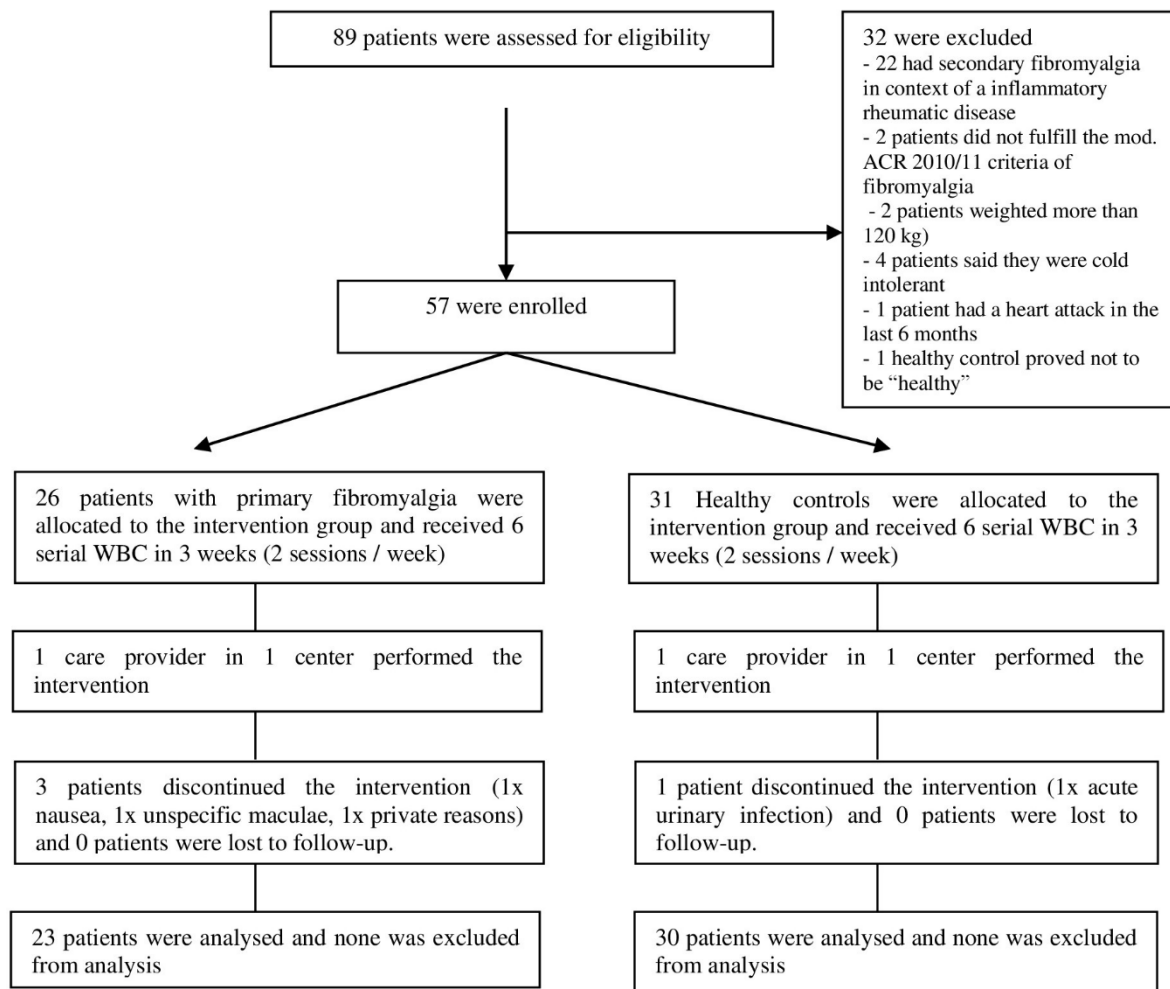 89 patients were assessed for eligibility
32 were excluded
- 22 had secondary fibromyalgia
in context of a inflammatory
rheumatic disease
- 2 patients did not fulfill the mod.
ACR 2010/11 criteria of
fibromyalgia
- 2 patients weighted more than
120 kg)
- 4 patients said they were cold
intolerant
- 1 patient had a heart attack in the
last 6 months
- 1 healthy control proved not to
be “healthy”
57 were enrolled
26 patients with primary fibromyalgia were
allocated to the intervention group and received 6
serial WBC in 3 weeks (2 sessions / week)
31 Healthy controls were allocated to the
intervention group and received 6 serial WBC in 3
weeks (2 sessions / week)
1 care provider in 1 center performed the
intervention
1 care provider in 1 center performed the
intervention
3 patients discontinued the intervention (1x
nausea, 1x unspecific maculae, 1x private reasons)
and 0 patients were lost to follow-up.
1 patient discontinued the intervention (1x acute
urinary infection) and 0 patients were lost to
follow-up.
23 patients were analysed and none was excluded
from analysis
30 patients were analysed and none was excluded
from analysis